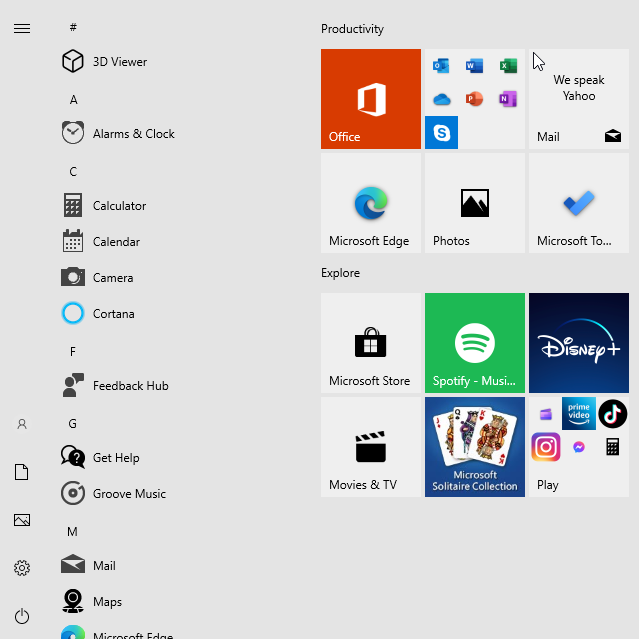 #
3D Viewer
A
Alarms & Clock
C
Calculator
Calendar
Camera
Cortana
F
Feedback Hub
G
Get Help
Groove Music
M
Mail
Maps
Microsoft Edge
Productivity
Office
We speak
Yahoo
Mail
Microsoft Edge
Photos
Microsoft To...
Explore
Microsoft Store
Spotify - Musi...
Disney+
Movies & TV
Microsoft
Solitaire Collection
prime
video
Play